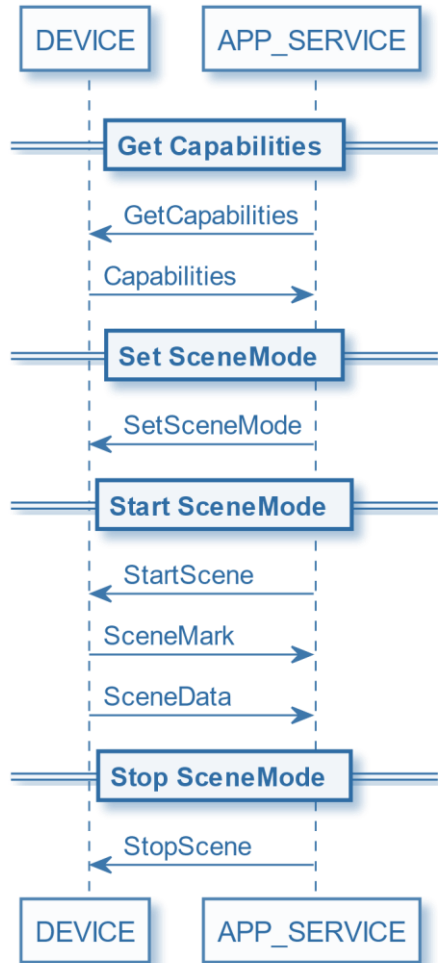 DEVICE
APP_SERVICE
Get Capabilities
GetCapabilities
Capabilities
Set SceneMode
SetSceneMode
Start SceneMode
StartScene
SceneMark
SceneData
Stop SceneMode
StopScene
DEVICE
APP_SERVICE